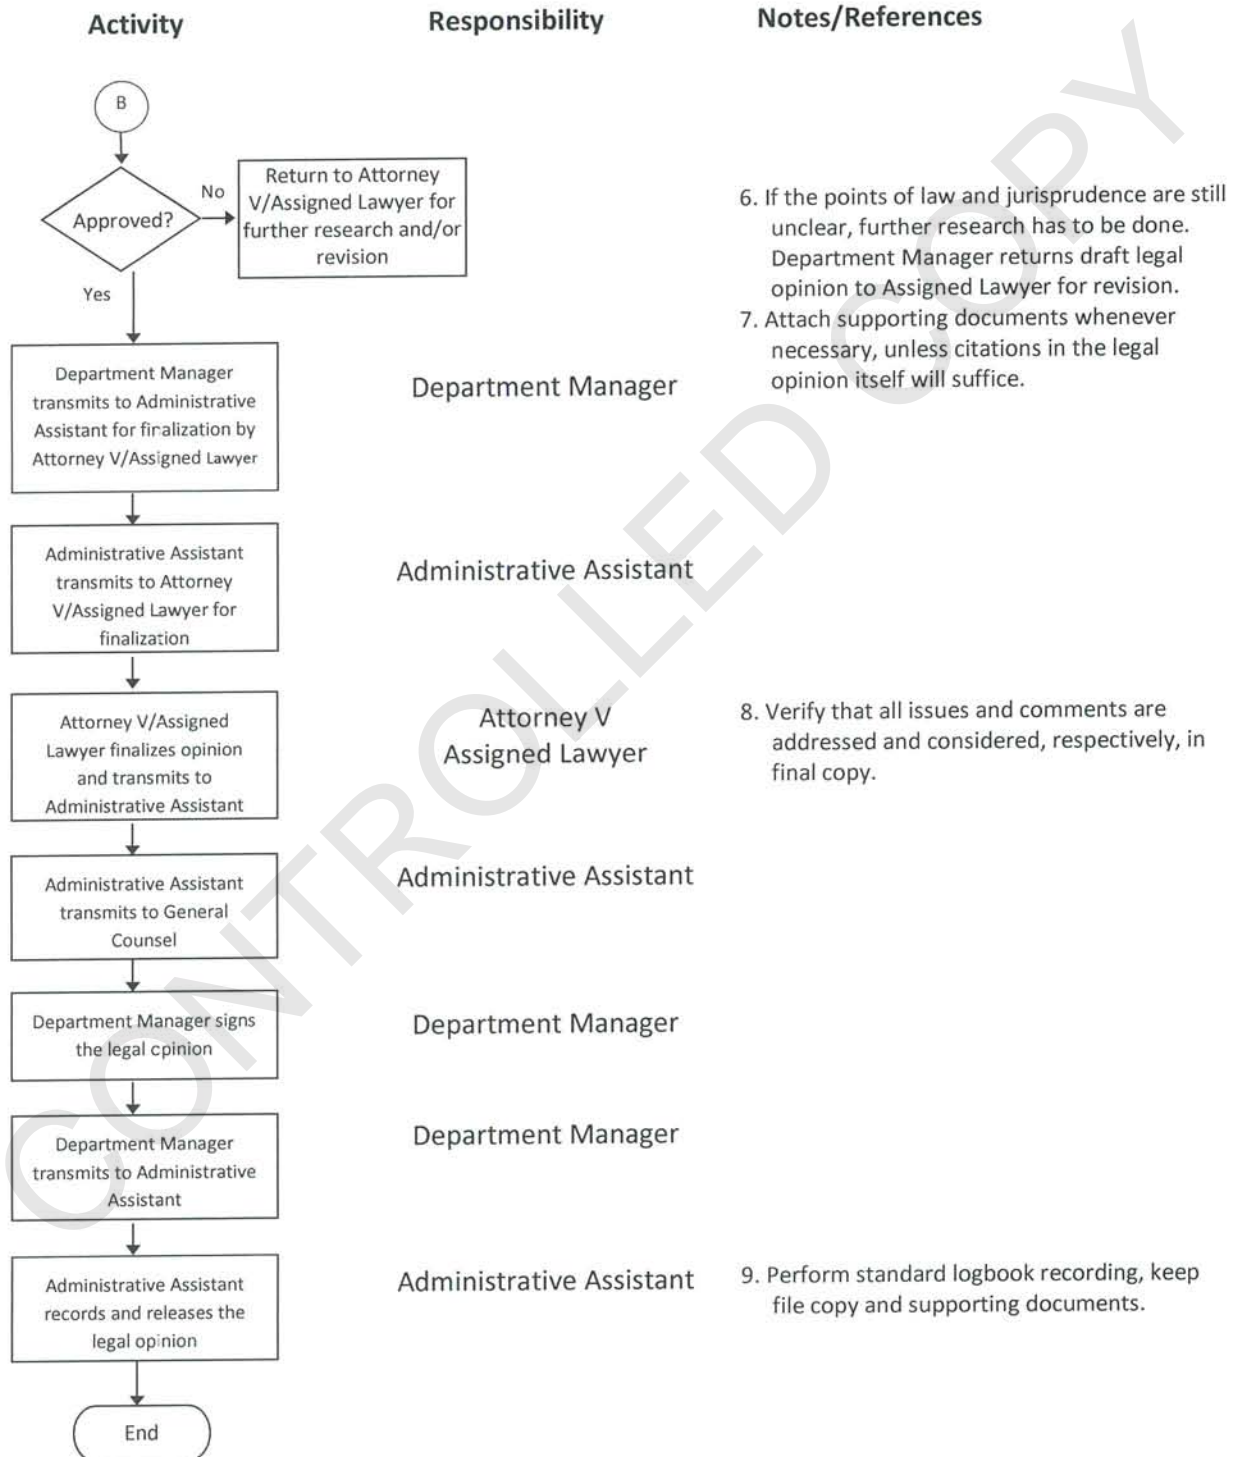 Activity
Responsibility
Notes/References
B
Approved?
No
Return to Attorney
V/Assigned Lawyer for
further research and/or
revision
Yes
6. If the points of law and jurisprudence are still
unclear, further research has to be done.
Department Manager returns draft legal
opinion to Assigned Lawyer for revision.
7. Attach supporting documents whenever
necessary, unless citations in the legal
opinion itself will suffice.
Department Manager
transmits to Administrative
Assistant for finalization by
Attorney V/Assigned Lawyer
Department Manager
Administrative Assistant
transmits to Attorney
V/Assigned Lawyer for
finalization
Administrative Assistant
Attorney V/Assigned
Lawyer finalizes opinion
and transmits to
Administrative Assistant
Attorney V
Assigned Lawyer
8. Verify that all issues and comments are
addressed and considered, respectively, in
final copy.
Administrative Assistant
transmits to General
Counsel
Administrative Assistant
Department Manager signs
the legal opinion
Department Manager
Department Manager
transmits to Administrative
Assistant
Department Manager
Administrative Assistant
records and releases the
legal opinion
Administrative Assistant
9. Perform standard logbook recording, keep
file copy and supporting documents.
End
CONTROLLED COPY